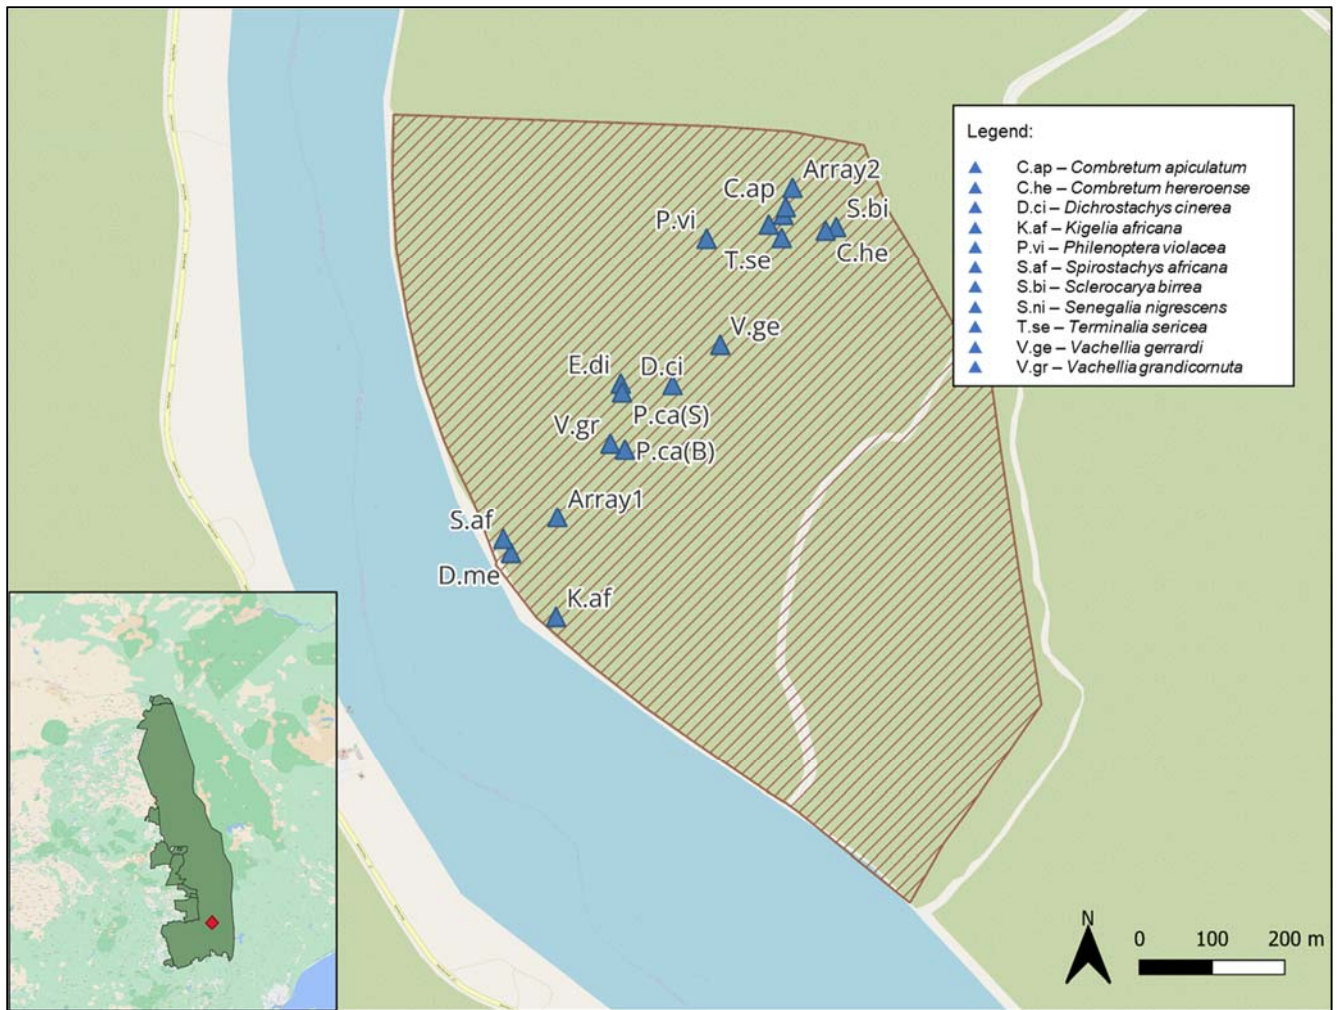 Array2
C.ap
S.bi
P.vi
T.se
C.he
V.ge
E.di
D.ci
P.ca(S)
V.gr
P.ca(B)
Array1
S.af
D.me
K.af
Legend:
C.ap – Combretum apiculatum
C.he – Combretum hereroense
D.ci – Dichrostachys cinerea
K.af – Kigelia africana
P.vi – Philenoptera violacea
S.af – Spirostachys africana
S.bi – Sclerocarya birrea
S.ni – Senegalia nigrescens
T.se – Terminalia sericea
V.ge – Vachellia gerrardi
V.gr – Vachellia grandicornuta
N
0 100 200 m